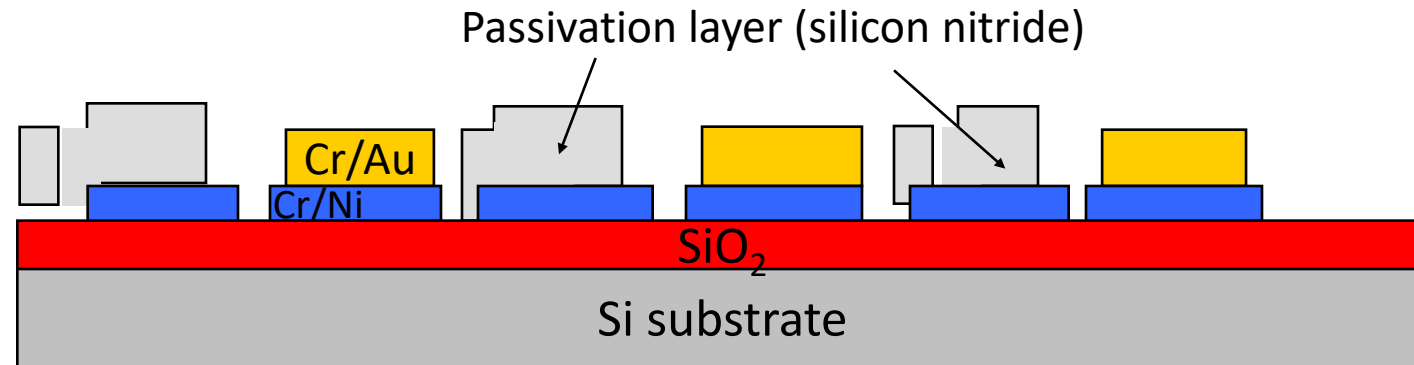 Passivation layer (silicon nitride)
Cr/Au
Cr/Ni
SiO₂
Si substrate